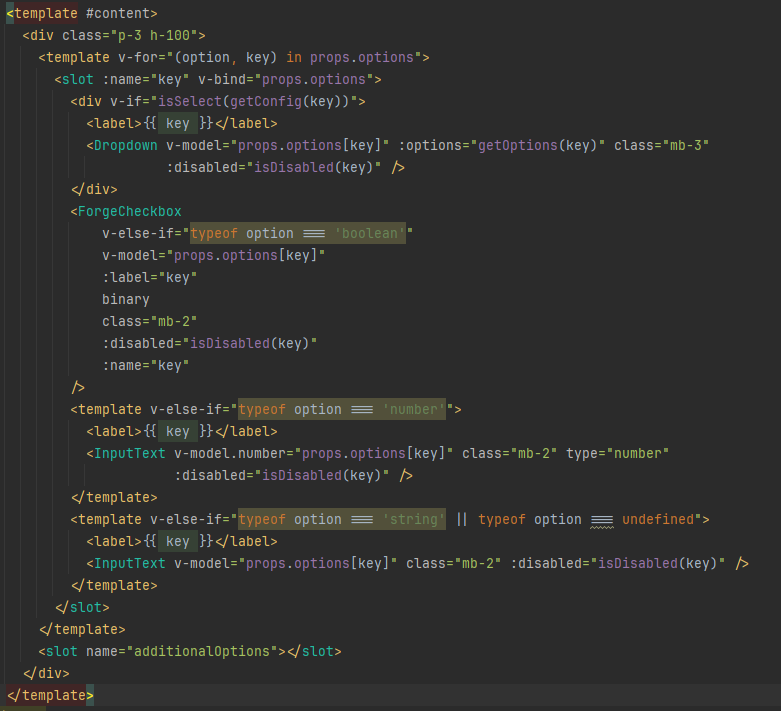 <template #content>
  <div class="p-3 h-100">
    <template v-for="(option, key) in props.options">
      <slot :name="key" v-bind="props.options">
        <div v-if="isSelect(getConfig(key))">
          <label>{{ key }}</label>
          <Dropdown v-model="props.options[key]" :options="getOptions(key)" class="mb-3"
                    :disabled="isDisabled(key)" />
        </div>
        <ForgeCheckbox
            v-else-if="typeof option === 'boolean'"
            v-model="props.options[key]"
            :label="key"
            binary
            class="mb-2"
            :disabled="isDisabled(key)"
            :name="key"
        />
        <template v-else-if="typeof option === 'number'">
          <label>{{ key }}</label>
          <InputText v-model.number="props.options[key]" class="mb-2" type="number"
                     :disabled="isDisabled(key)" />
        </template>
        <template v-else-if="typeof option === 'string' || typeof option === undefined">
          <label>{{ key }}</label>
          <InputText v-model="props.options[key]" class="mb-2" :disabled="isDisabled(key)" />
        </template>
      </slot>
    </template>
    <slot name="additionalOptions"></slot>
  </div>
</template>